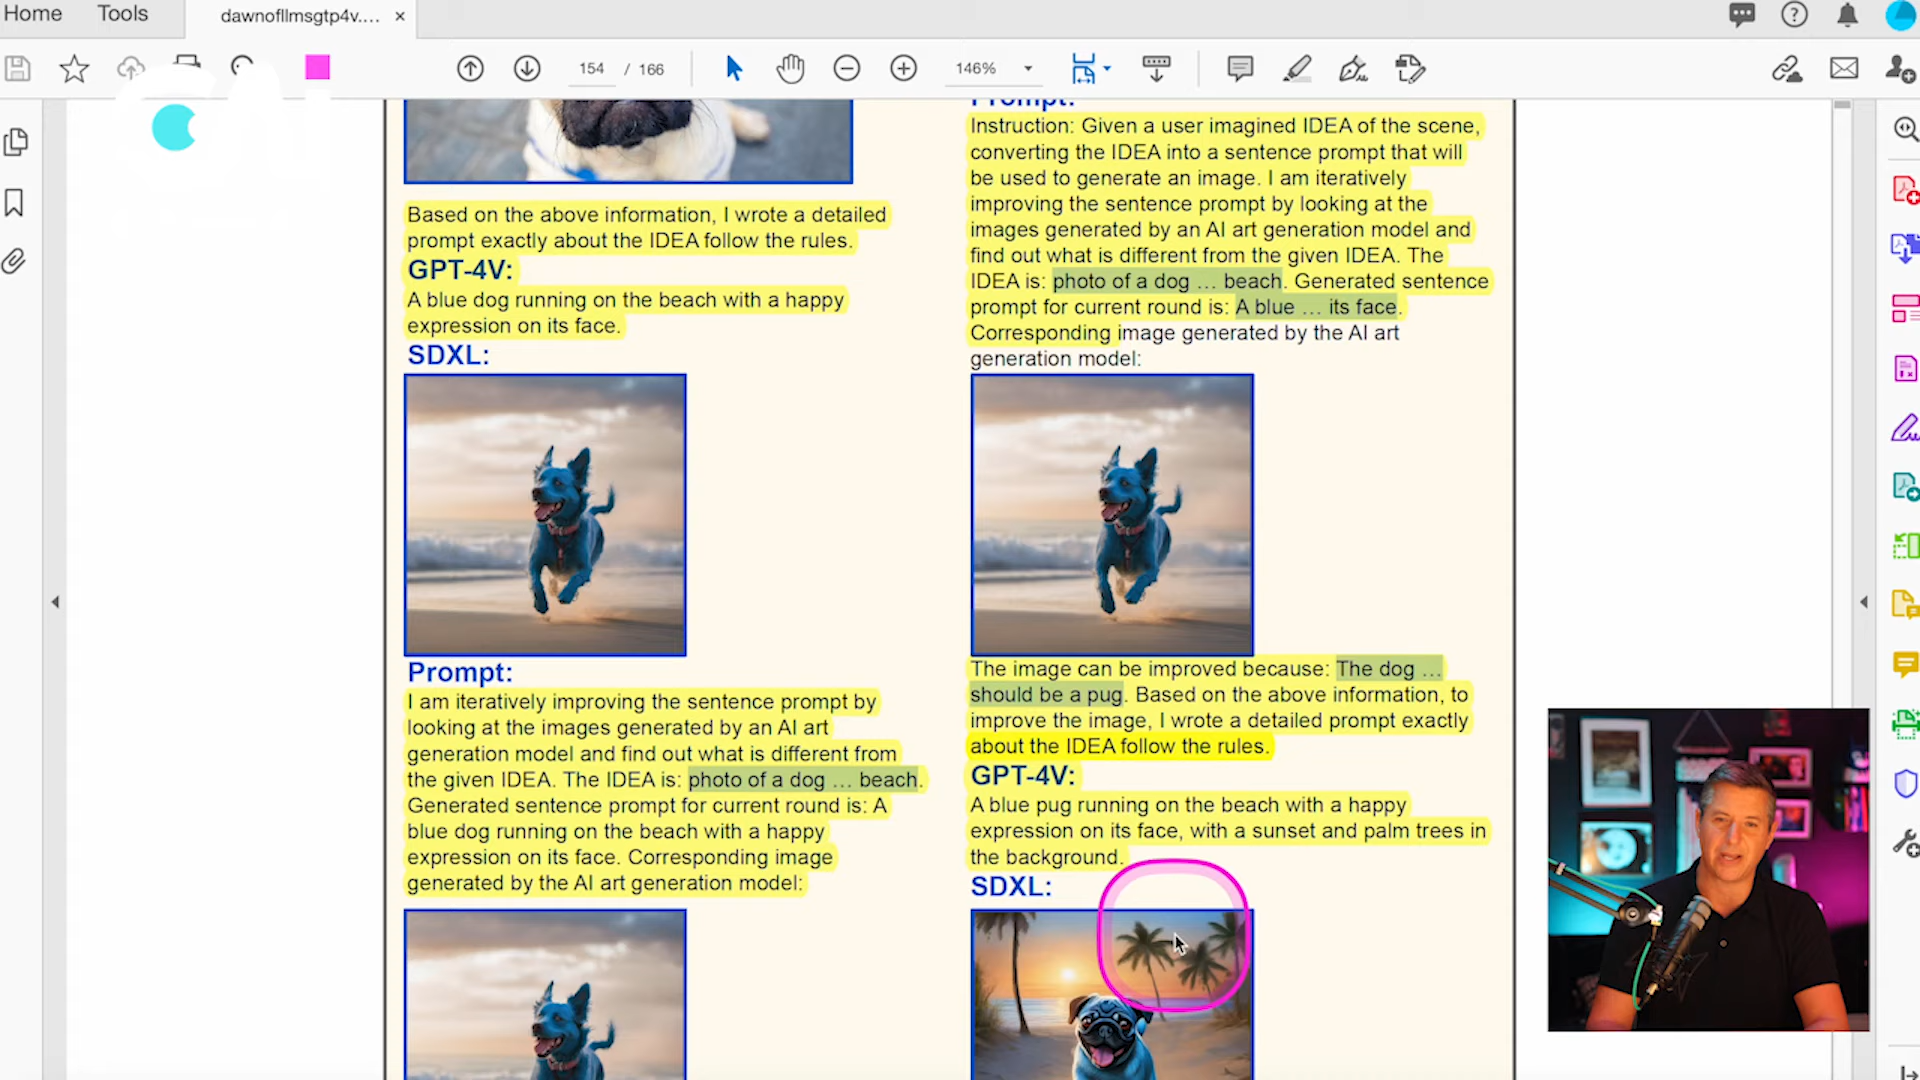 Home
Tools
dawnofllmsgtp4v....
154 / 166
146%
Based on the above information, I wrote a detailed
prompt exactly about the IDEA follow the rules.
GPT-4V:
A blue dog running on the beach with a happy
expression on its face.
SDXL:
Prompt:
I am iteratively improving the sentence prompt by
looking at the images generated by an AI art
generation model and find out what is different from
the given IDEA. The IDEA is: photo of a dog … beach.
Generated sentence prompt for current round is: A
blue dog running on the beach with a happy
expression on its face. Corresponding image
generated by the AI art generation model:
Prompt:
Instruction: Given a user imagined IDEA of the scene,
converting the IDEA into a sentence prompt that will
be used to generate an image. I am iteratively
improving the sentence prompt by looking at the
images generated by an AI art generation model and
find out what is different from the given IDEA. The
IDEA is: photo of a dog … beach. Generated sentence
prompt for current round is: A blue … its face.
Corresponding image generated by the AI art
generation model:
The image can be improved because: The dog …
should be a pug. Based on the above information, to
improve the image, I wrote a detailed prompt exactly
about the IDEA follow the rules.
GPT-4V:
A blue pug running on the beach with a happy
expression on its face, with a sunset and palm trees in
the background.
SDXL: